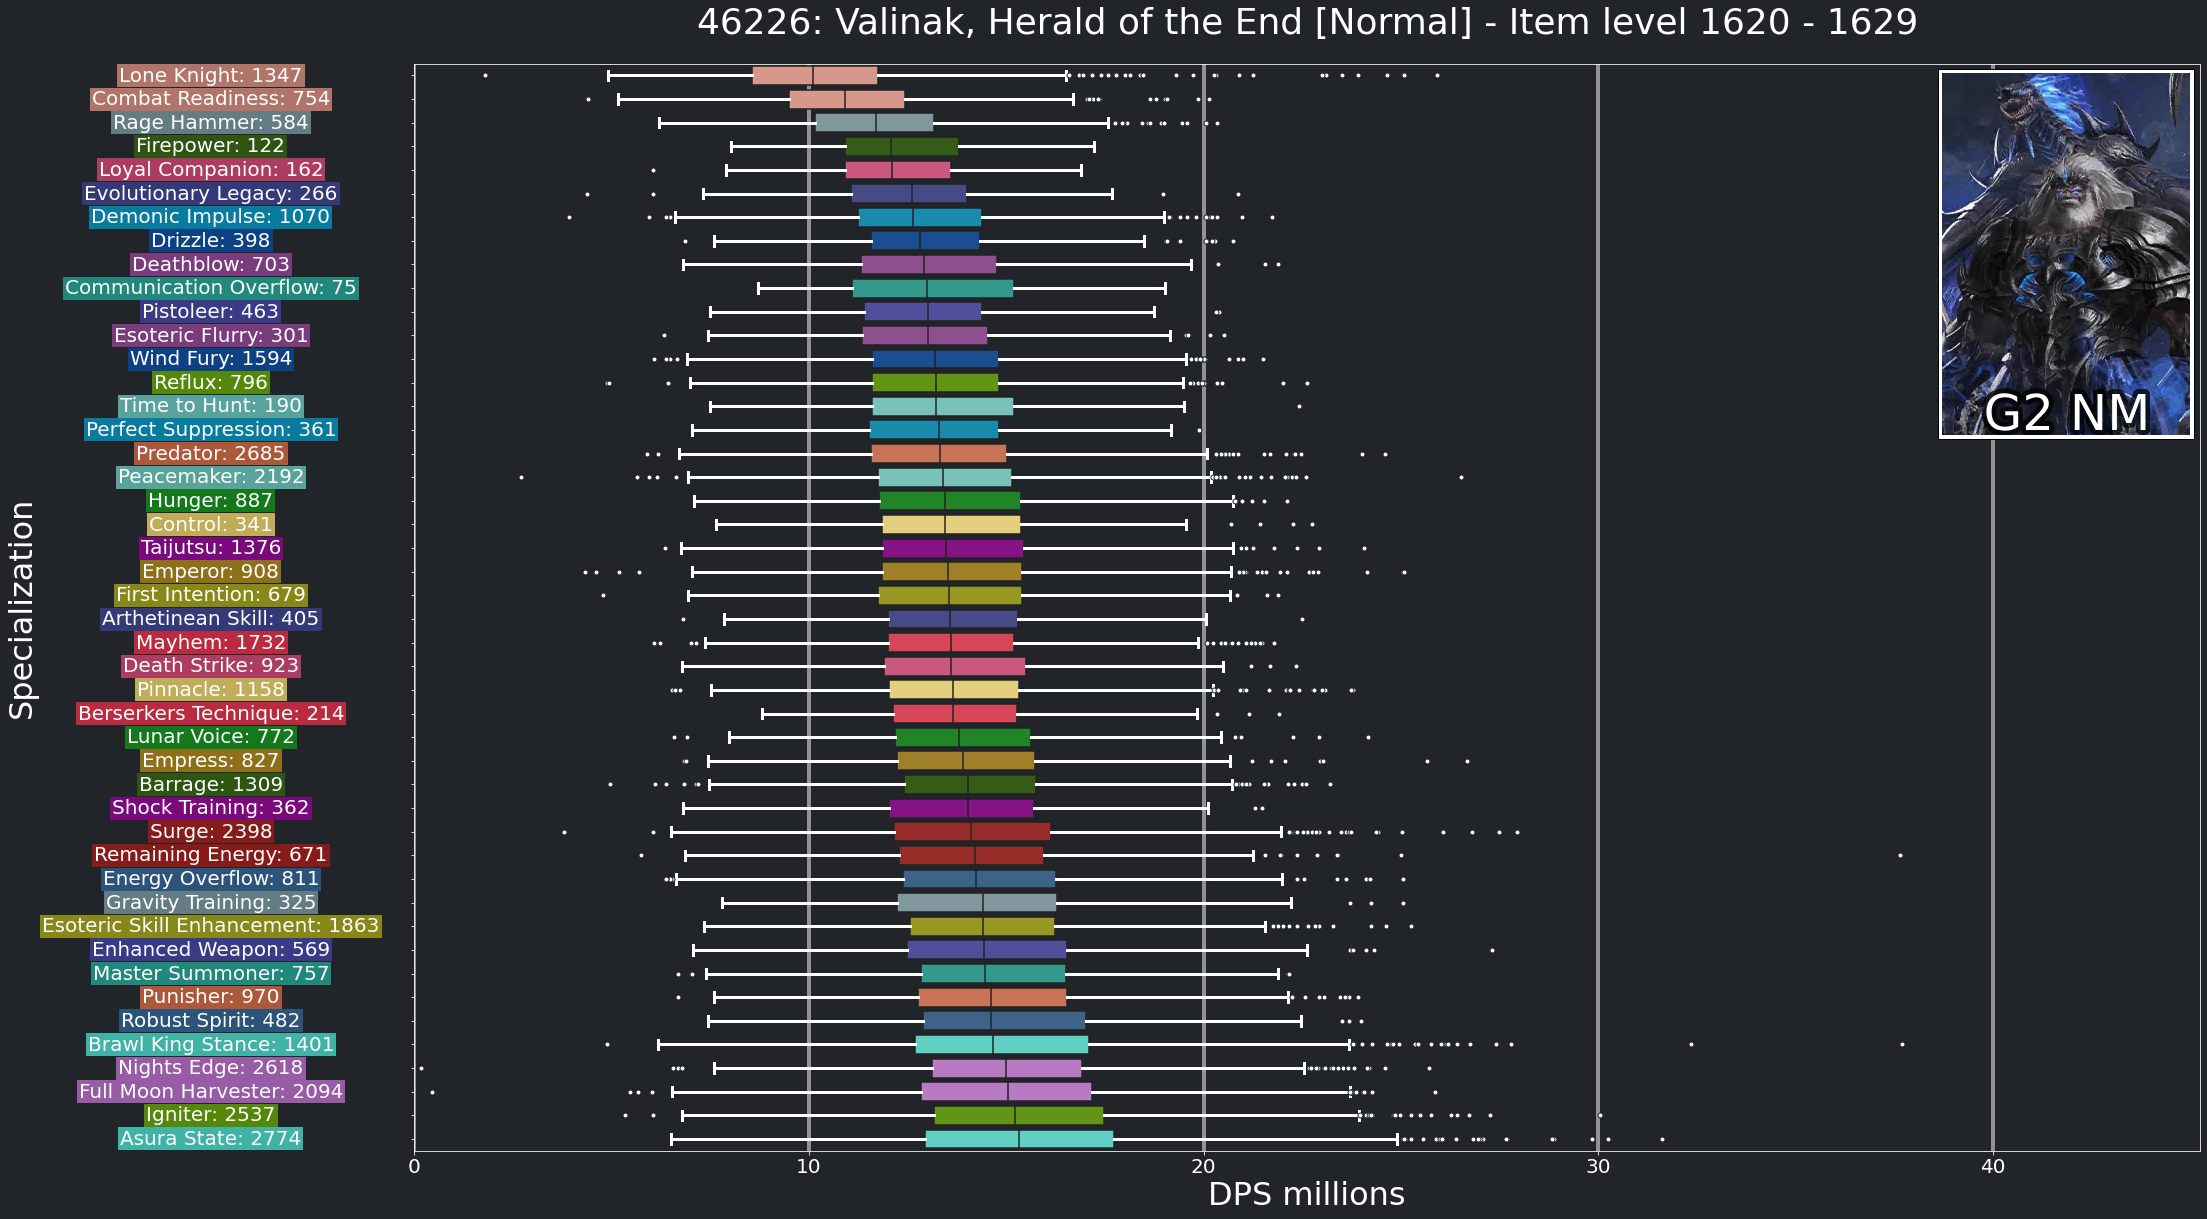 46226: Valinak, Herald of the End [Normal] - Item level 1620 - 1629
Lone Knight: 1347
Combat Readiness: 754
Rage Hammer: 584
Firepower: 122
Loyal Companion: 162
Evolutionary Legacy: 266
Demonic Impulse: 1070
Drizzle: 398
Deathblow: 703
Communication Overflow: 75
Pistoleer: 463
Esoteric Flurry: 301
Wind Fury: 1594
Reflux: 796
Time to Hunt: 190
Perfect Suppression: 361
Predator: 2685
Peacemaker: 2192
Hunger: 887
Control: 341
Taijutsu: 1376
Emperor: 908
First Intention: 679
Arthetinean Skill: 405
Mayhem: 1732
Death Strike: 923
Pinnacle: 1158
Berserkers Technique: 214
Lunar Voice: 772
Empress: 827
Barrage: 1309
Shock Training: 362
Surge: 2398
Remaining Energy: 671
Energy Overflow: 811
Gravity Training: 325
Esoteric Skill Enhancement: 1863
Enhanced Weapon: 569
Master Summoner: 757
Punisher: 970
Robust Spirit: 482
Brawl King Stance: 1401
Nights Edge: 2618
Full Moon Harvester: 2094
Igniter: 2537
Asura State: 2774
Specialization
G2 NM
0 10 20 30 40
DPS millions